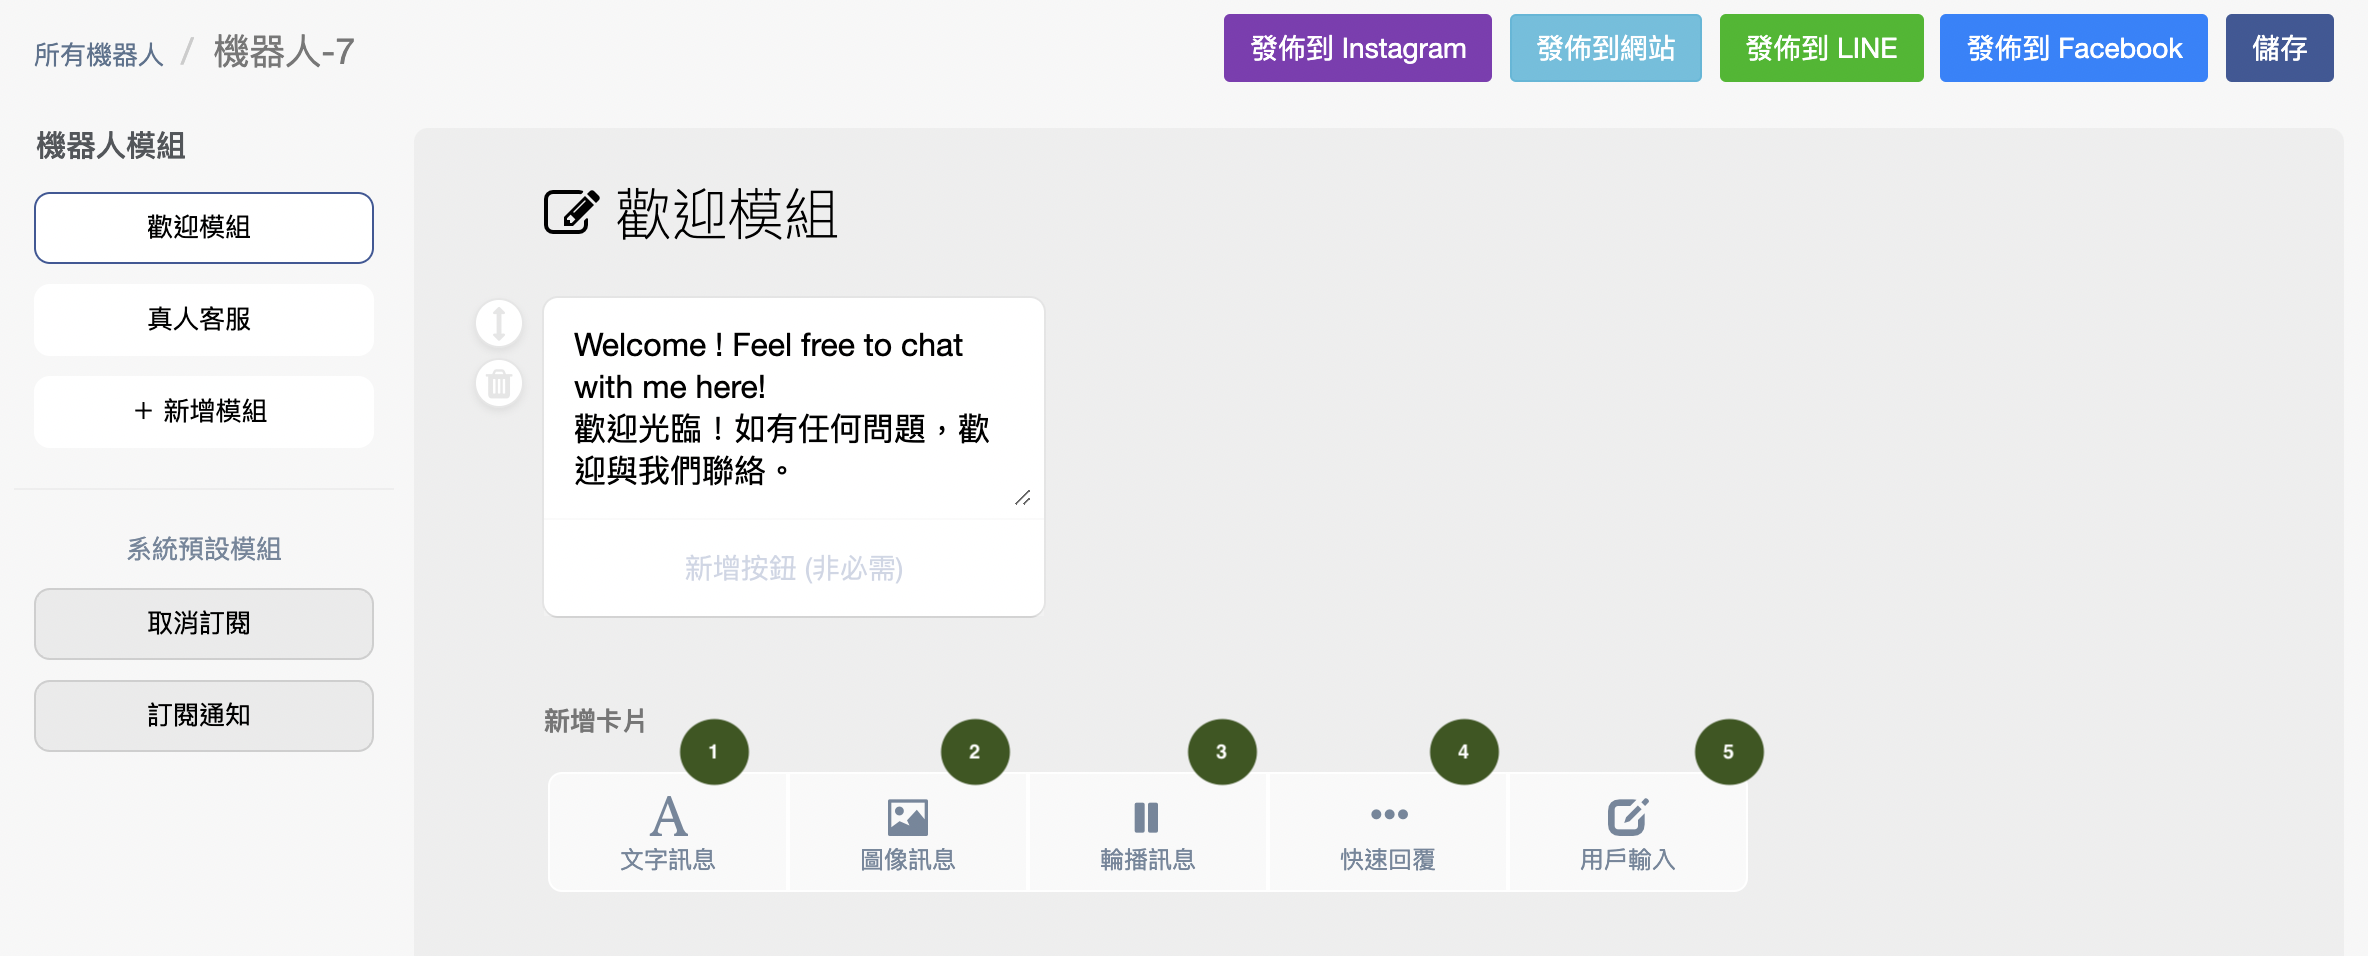 所有機器人 / 機器人-7
發佈到 Instagram
發佈到網站
發佈到 LINE
發佈到 Facebook
儲存
機器人模組
歡迎模組
真人客服
+ 新增模組
系統預設模組
取消訂閱
訂閱通知
歡迎模組
Welcome ! Feel free to chat
with me here!
歡迎光臨！如有任何問題，歡
迎與我們聯絡。
新增按鈕 (非必需)
新增卡片
1
2
3
4
5
A
文字訊息
圖像訊息
輪播訊息
快速回覆
用戶輸入